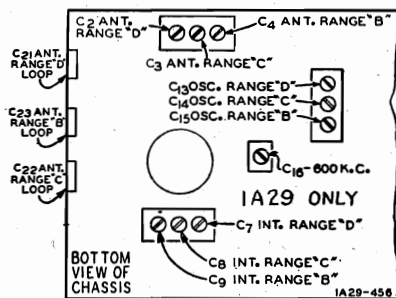 C2 ANT. RANGE "D"
C4 ANT. RANGE "B"
C3 ANT. RANGE "C"
C21 ANT. RANGE "D" LOOP
C23 ANT. RANGE "B" LOOP
C22 ANT. RANGE "C" LOOP
C13 OSC. RANGE "D"
C14 OSC. RANGE "C"
C15 OSC. RANGE "B"
C16-600 K.C.
1A29 ONLY
C7 INT. RANGE "D"
C8 INT. RANGE "C"
C9 INT. RANGE "B"
BOTTOM
VIEW OF
CHASSIS
1A29-456